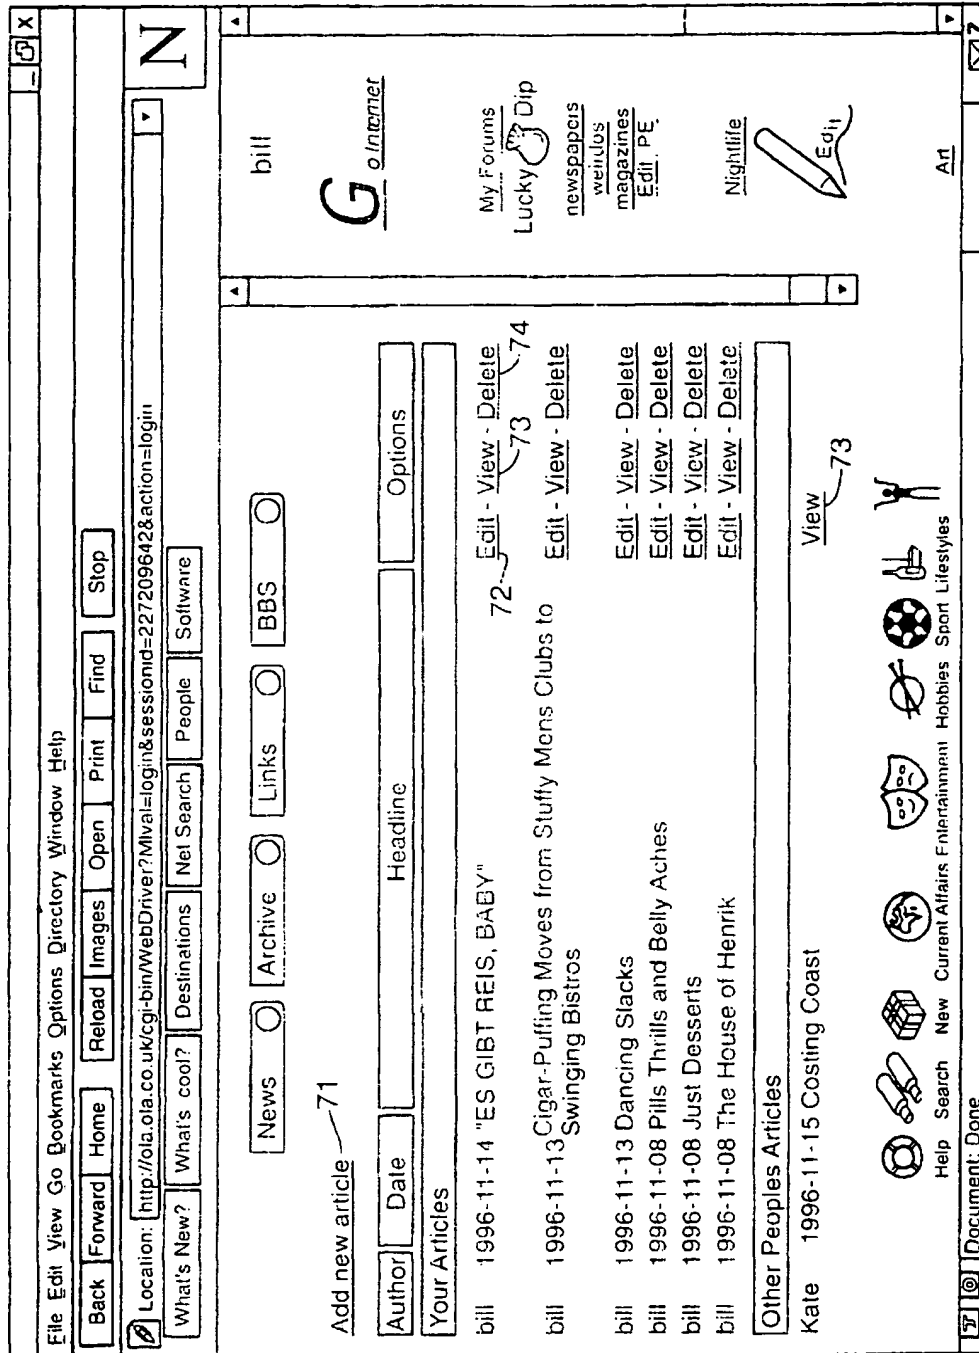 File Edit View Go Bookmarks Options Directory Window Help
Back Forward Home Reload Images Open Print Find Stop
Location: http://ola.ola.co.uk/cgi-bin/WebDriver?MIval=login&sessionid=227209642&action=login
N
What's New? What's cool? Destinations Net Search People Software
News Archive Links BBS
Add new article 71
Author Date Headline Options
Your Articles
bill 1996-11-14 "ES GIBT REIS, BABY" Edit - View - Delete
72 73 74
bill 1996-11-13 Cigar-Puffing Moves from Stuffy Mens Clubs to Edit - View - Delete
Swinging Bistros
bill 1996-11-13 Dancing Slacks Edit - View - Delete
bill 1996-11-08 Pills Thrills and Belly Aches Edit - View - Delete
bill 1996-11-08 Just Desserts Edit - View - Delete
bill 1996-11-08 The House of Henrik Edit - View - Delete
Other Peoples Articles
Kate 1996-11-15 Costing Coast View
73
bill
Go Internet
My Forums
Lucky Dip
newspapers
weirdos
magazines
Edit PE
Nightlife
Edit
Art
Help Search New Current Affairs Entertainment Hobbies Sport Lifestyles
Document: Done
?